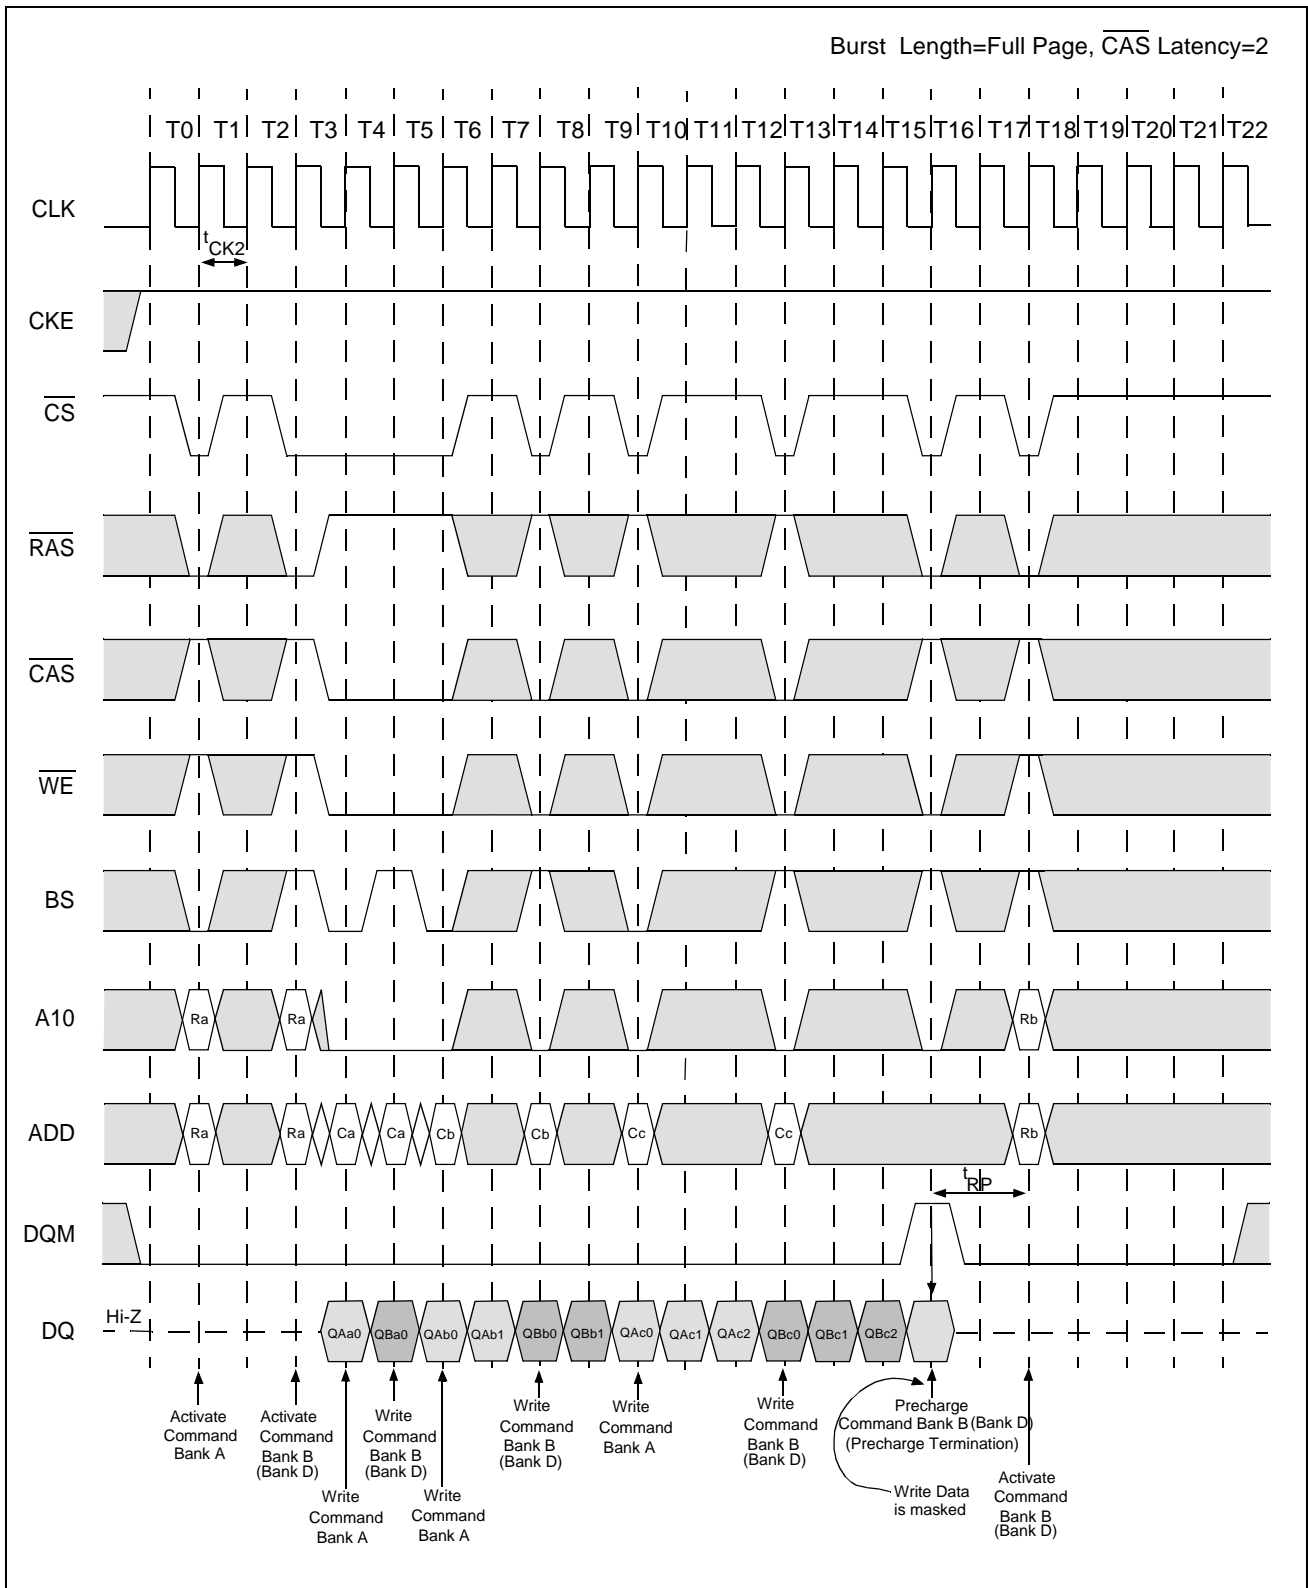 Burst Length=Full Page, CAS Latency=2
T0 T1 T2 T3 T4 T5 T6 T7 T8 T9 T10 T11 T12 T13 T14 T15 T16 T17 T18 T19 T20 T21 T22
CLK
tCK2
CKE
CS
RAS
CAS
WE
BS
A10
Ra Ra Rb
ADD
Ra Ra Ca Ca Cb Cb Cc Cc Rb
tRP
DQM
DQ
Hi-Z
QAa0 QBa0 QAb0 QAb1 QBb0 QBb1 QAc0 QAc1 QAc2 QBc0 QBc1 QBc2
Activate
Command
Bank A
Activate
Command
Bank B
(Bank D)
Write
Command
Bank A
Write
Command
Bank B
(Bank D)
Write
Command
Bank A
Write
Command
Bank B
(Bank D)
Write
Command
Bank A
Write
Command
Bank B
(Bank D)
Precharge
Command Bank B (Bank D)
(Precharge Termination)
Write Data
is masked
Activate
Command
Bank B
(Bank D)